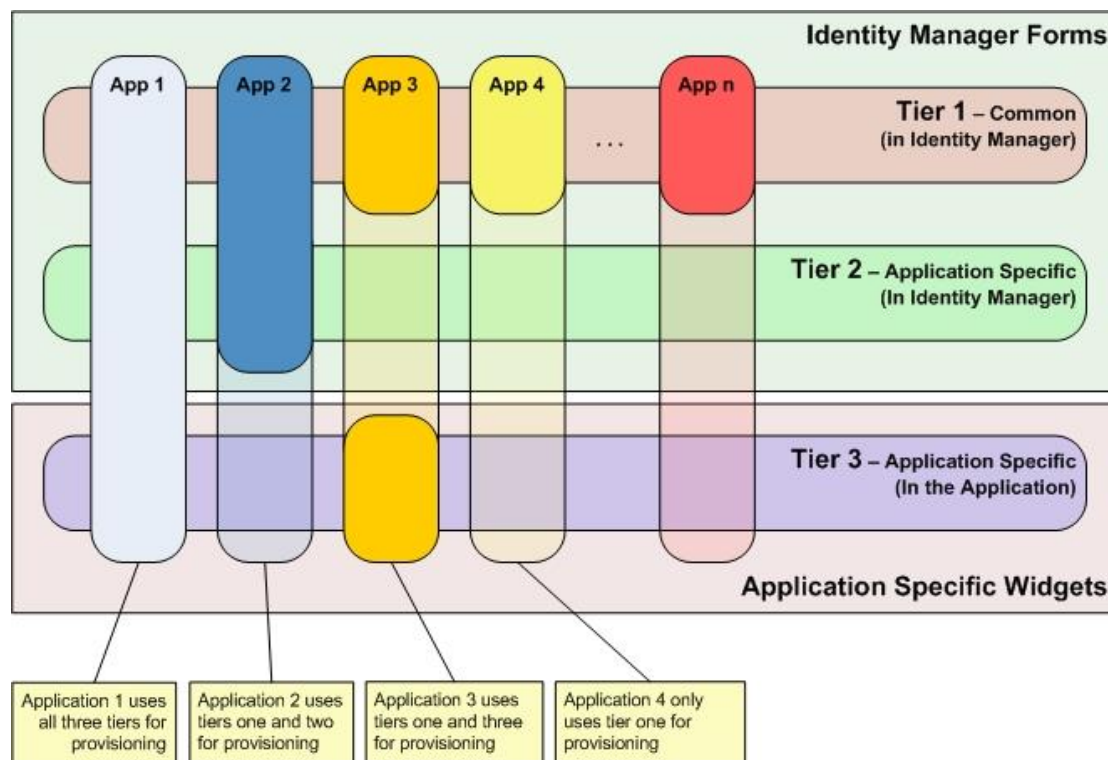 Identity Manager Forms
App 1
App 2
App 3
App 4
App n
Tier 1 – Common
(in Identity Manager)
...
Tier 2 – Application Specific
(In Identity Manager)
Tier 3 – Application Specific
(In the Application)
Application Specific Widgets
Application 1 uses
all three tiers for
provisioning
Application 2 uses
tiers one and two
for provisioning
Application 3 uses
tiers one and three
for provisioning
Application 4 only
uses tier one for
provisioning